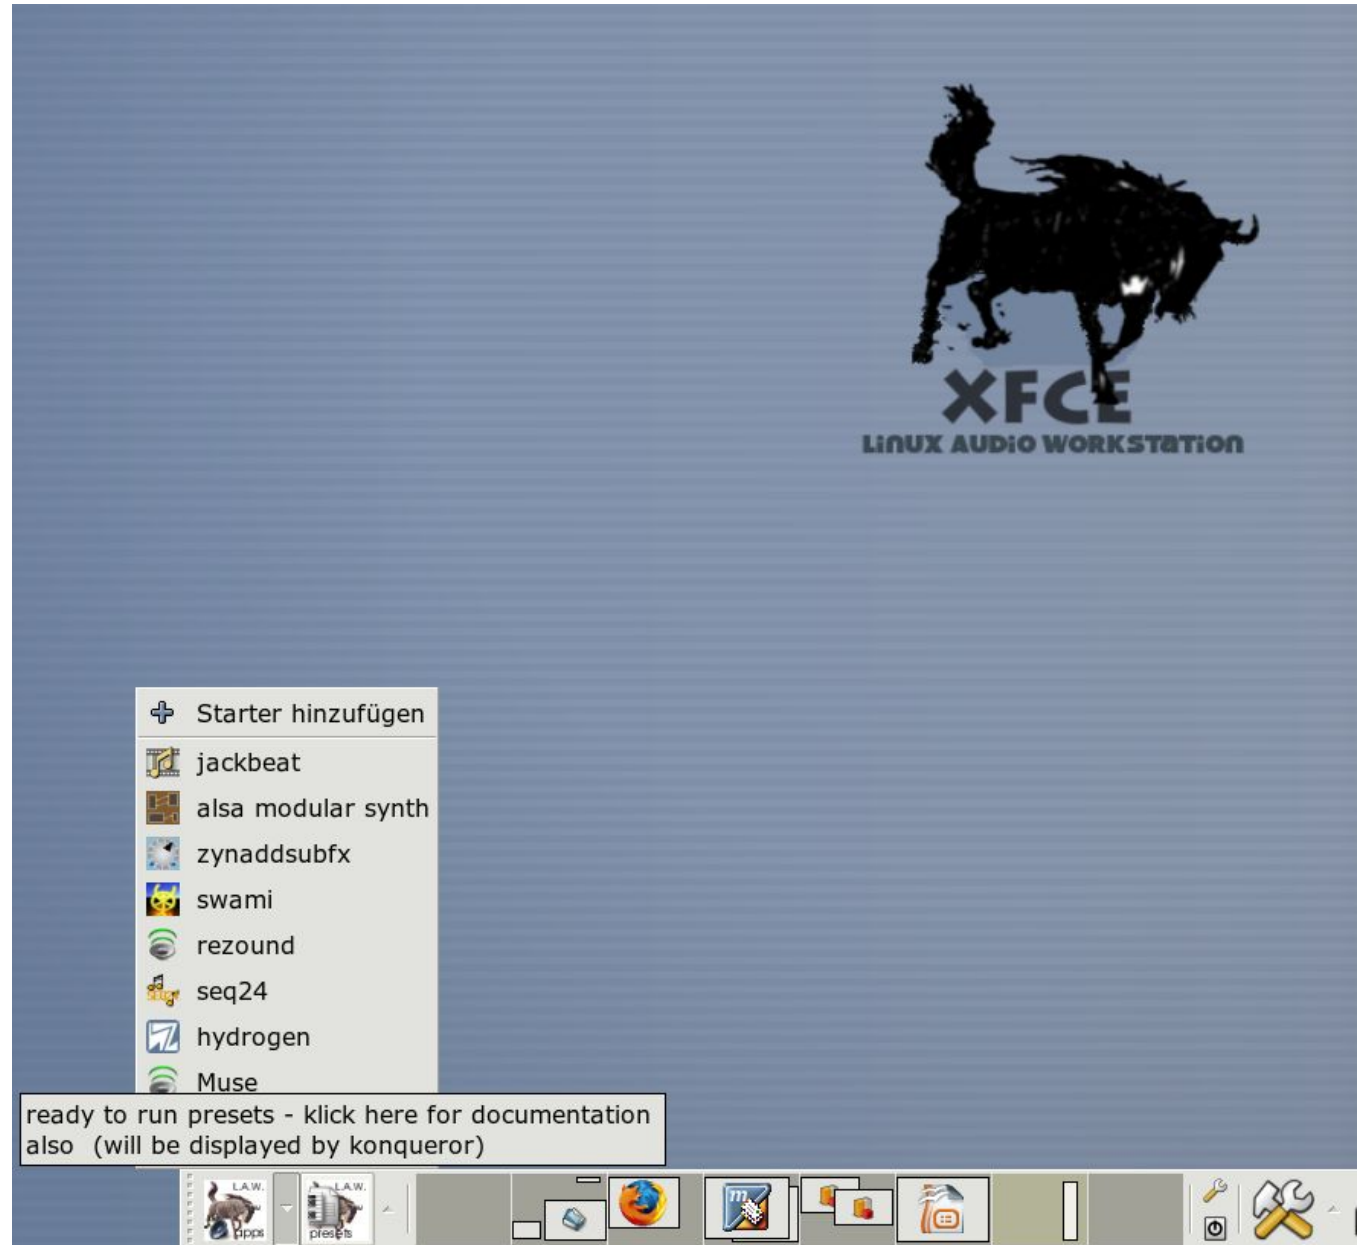 XFCE
LINUX AUDIO WORKSTATION
Starter hinzufügen
jackbeat
alsa modular synth
zynaddsubfx
swami
rezound
seq24
hydrogen
Muse
ready to run presets - klick here for documentation
also (will be displayed by konqueror)
L.A.W.
apps
L.A.W.
presets
m